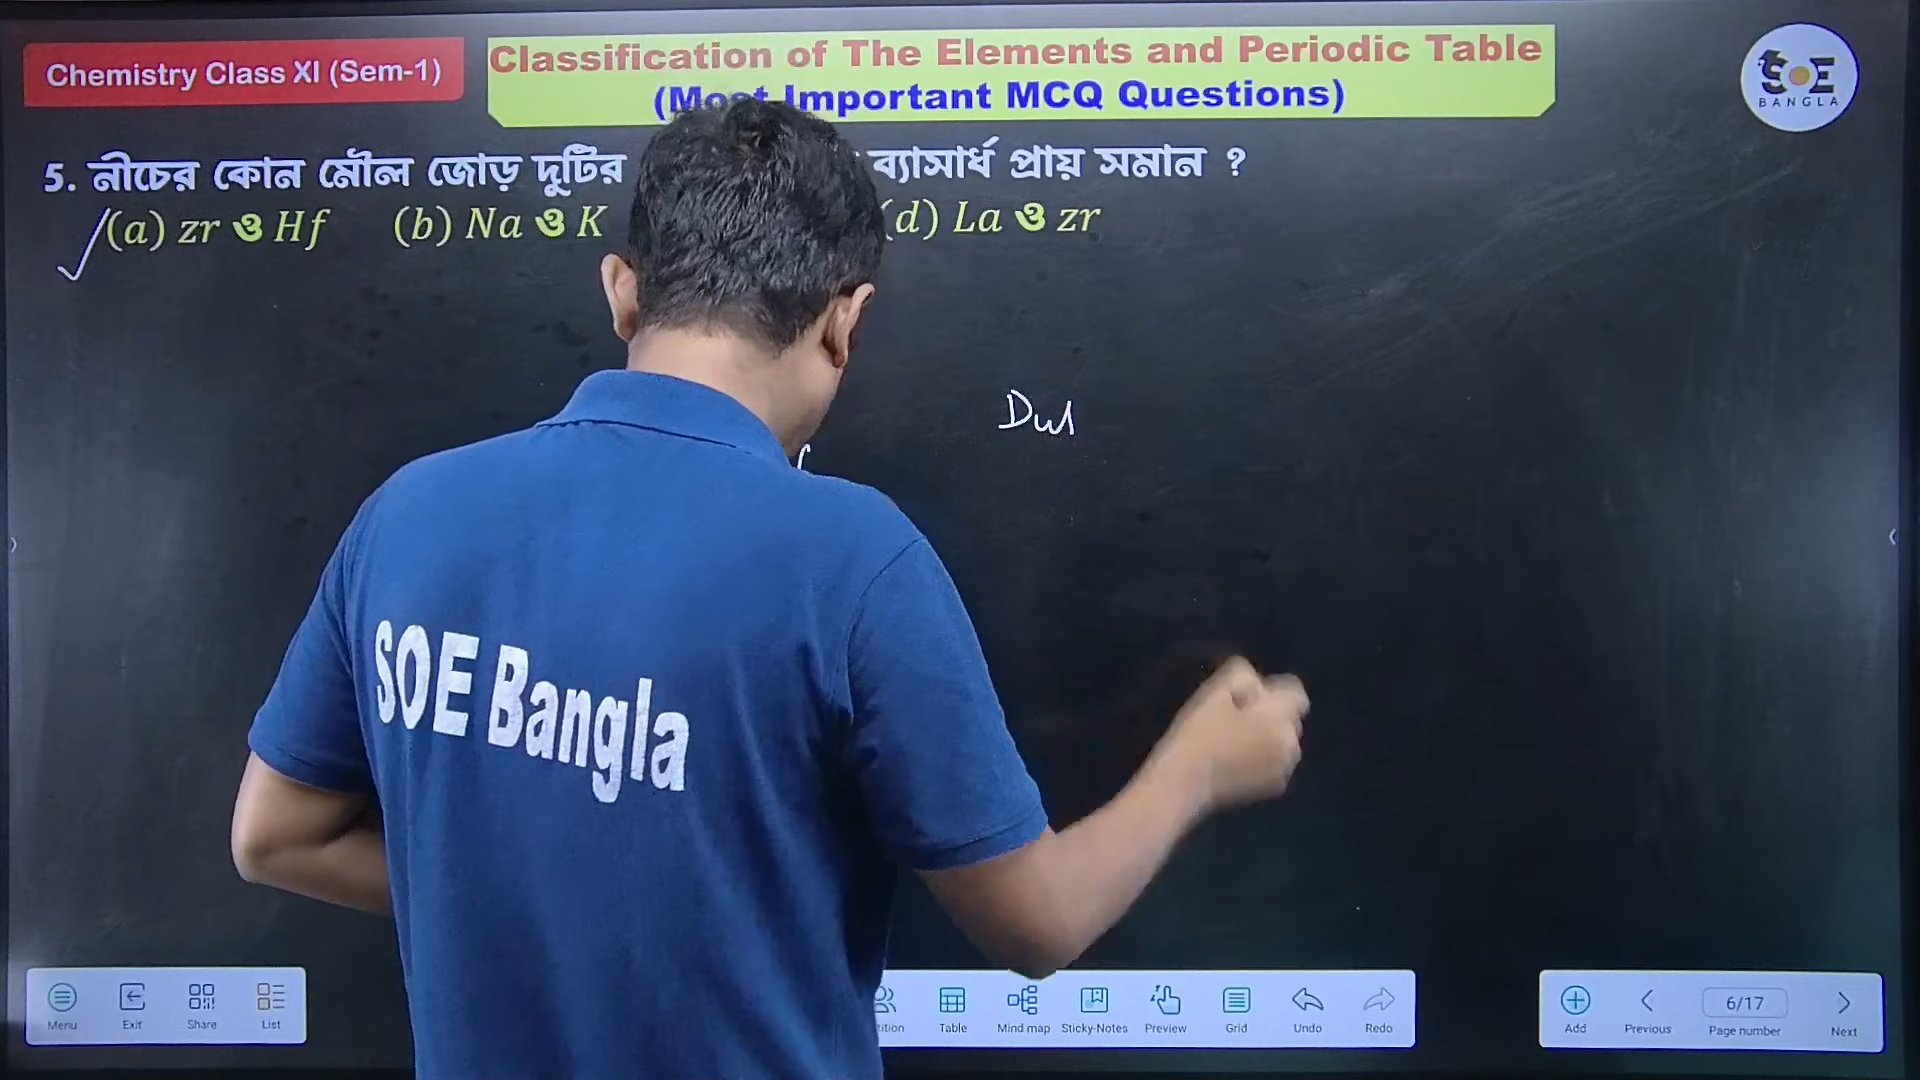 Chemistry Class XI (Sem-1)
Classification of The Elements and Periodic Table
(Most Important MCQ Questions)
SOE
BANGLA
5. নীচের কোন মৌল জোড় দুটির ব্যাসার্ধ প্রায় সমান ?
(a) zr ও Hf (b) Na ও K (d) La ও zr
SOE Bangla
Menu Exit Share List Table Mind map Sticky-Notes Preview Grid Undo Redo Add Previous 6/17 Page number Next